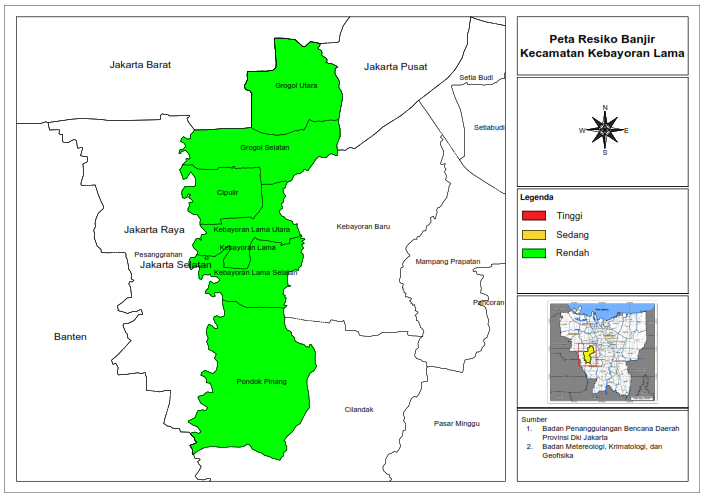 Peta Resiko Banjir
Kecamatan Kebayoran Lama
N
W E
S
Legenda
Tinggi
Sedang
Rendah
Sumber
1. Badan Penanggulangan Bencana Daerah
Provinsi Dki Jakarta
2. Badan Metereologi, Krimatologi, dan
Geofisika
Jakarta Barat
Jakarta Pusat
Setia Budi
Grogol Utara
Setiabudi
Grogol Selatan
Cipulir
Jakarta Raya
Kebayoran Lama Utara
Kebayoran Baru
Kebayoran Lama
Pesanggrahan
Jakarta Selatan
Mampang Prapatan
Kebayoran Lama Selatan
Pancoran
Banten
Pondok Pinang
Cilandak
Pasar Minggu